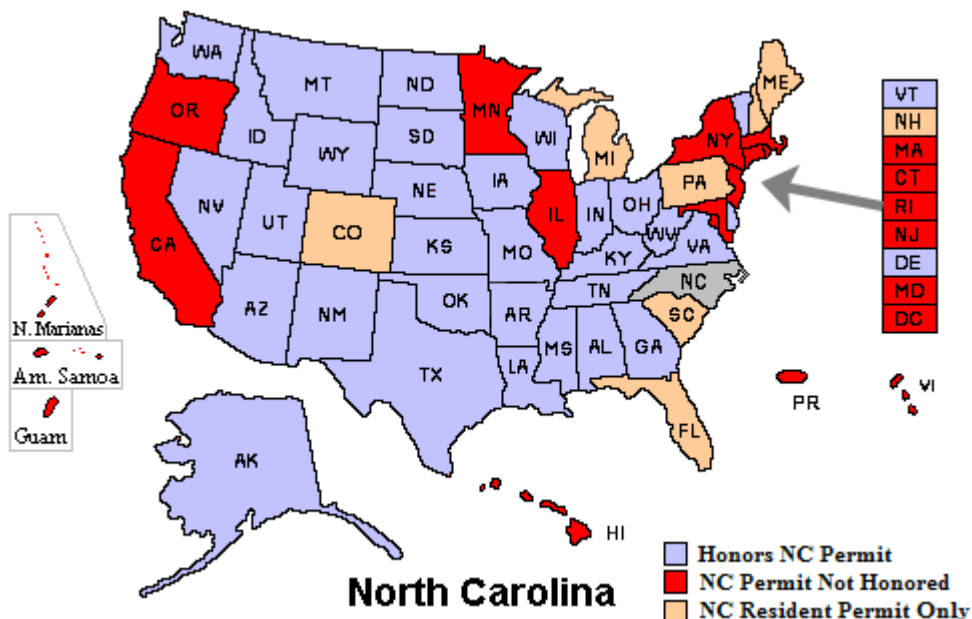 WA
MT
ND
MN
ME
OR
ID
SD
WI
NY
WY
MI
IA
PA
NE
NV
OH
IL
IN
UT
CO
WV
CA
KS
MO
VA
KY
NC
TN
OK
AZ
NM
AR
SC
MS
AL
GA
LA
TX
FL
AK
HI
VT
NH
MA
CT
RI
NJ
DE
MD
DC
N. Marianas
Am. Samoa
Guam
PR
VI
Honors NC Permit
NC Permit Not Honored
NC Resident Permit Only
North Carolina